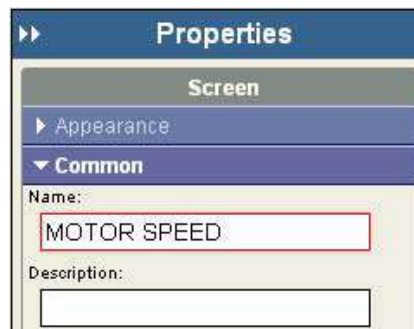 Properties
Screen
Appearance
Common
Name:
MOTOR SPEED
Description: